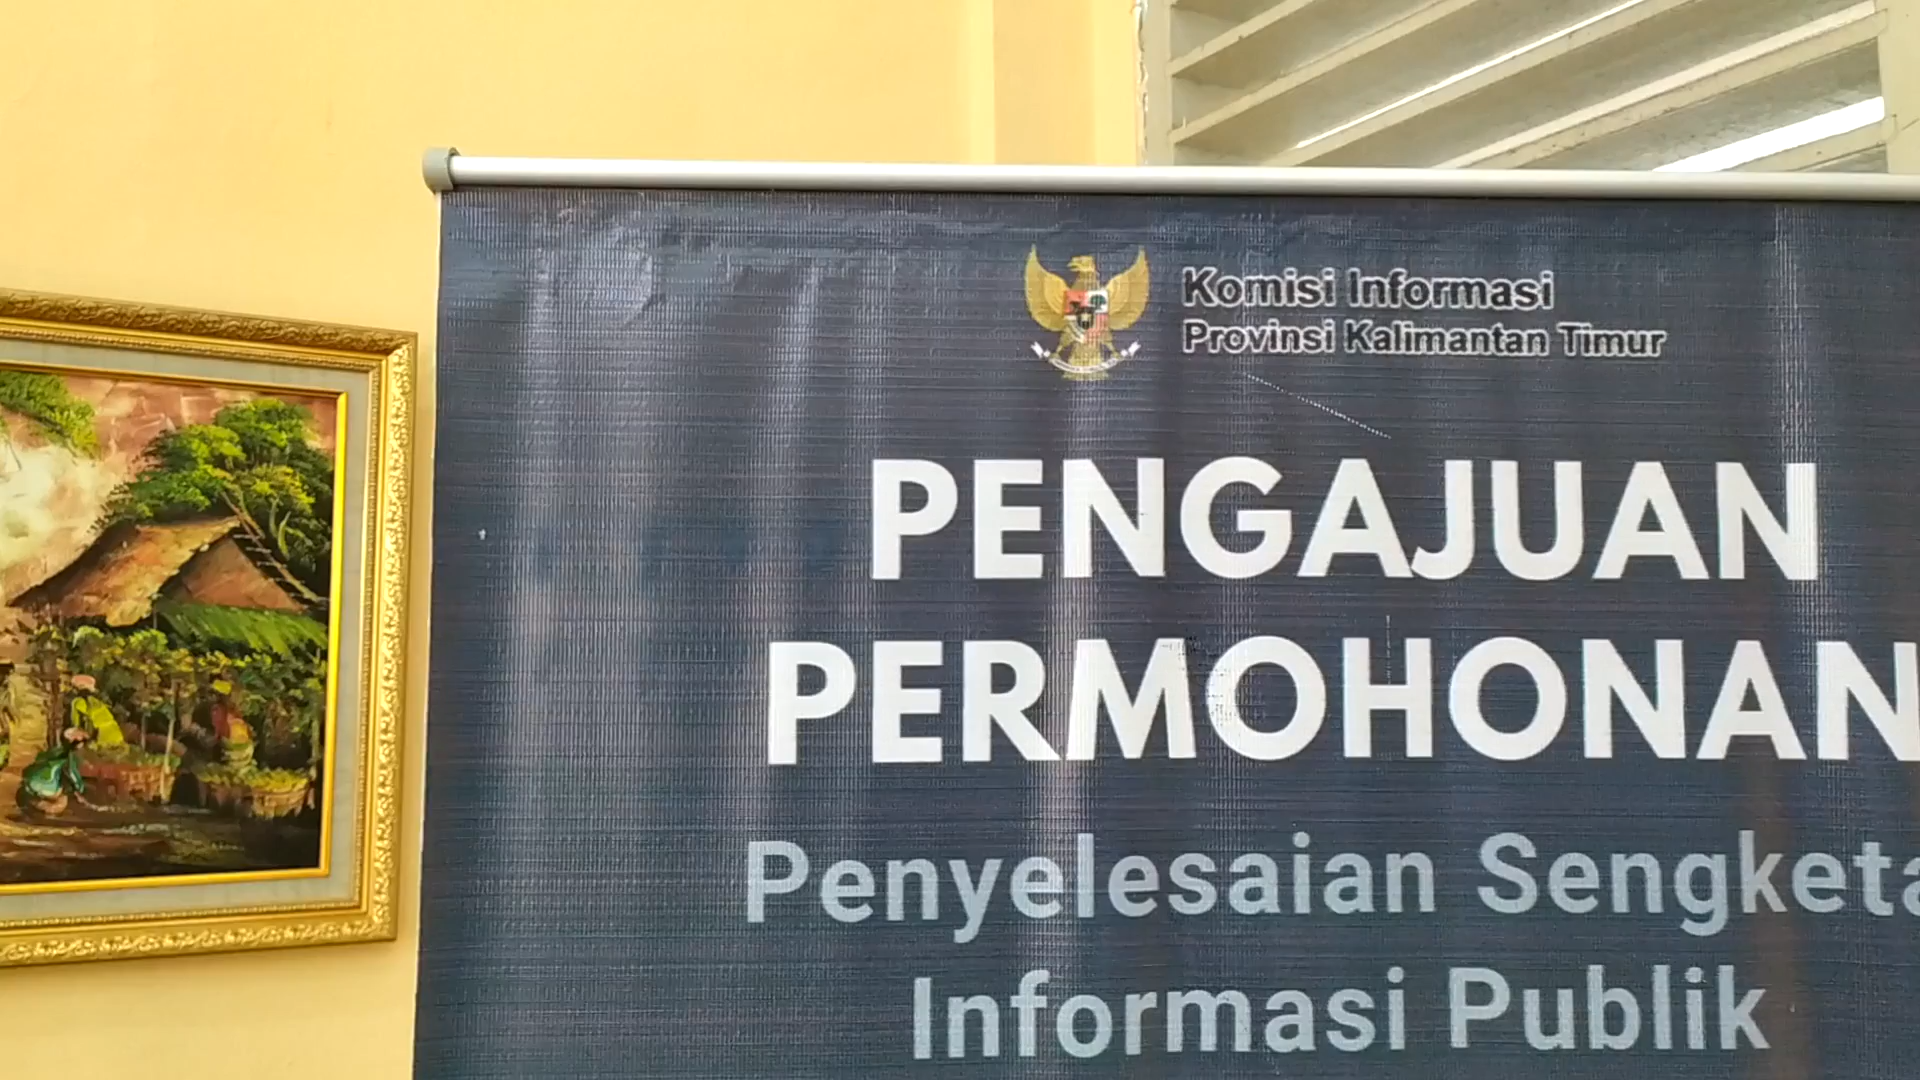 Komisi Informasi
Provinsi Kalimantan Timur
PENGAJUAN
PERMOHONAN
Penyelesaian Sengketa
Informasi Publik